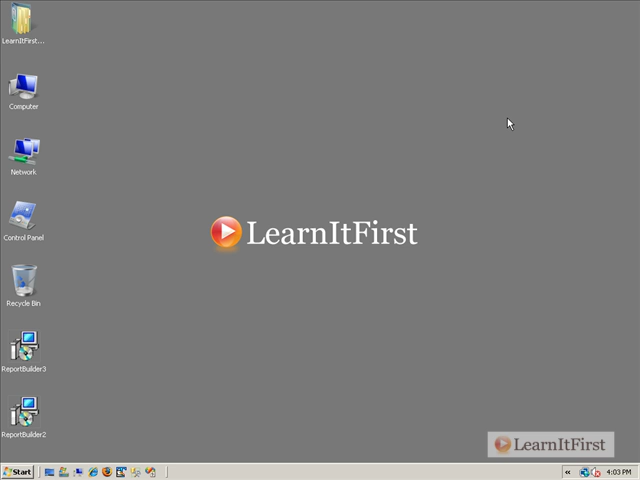 LearnItFirst...
Computer
Network
Control Panel
Recycle Bin
ReportBuilder3
ReportBuilder2
LearnItFirst
LearnItFirst
Start
« 4:03 PM